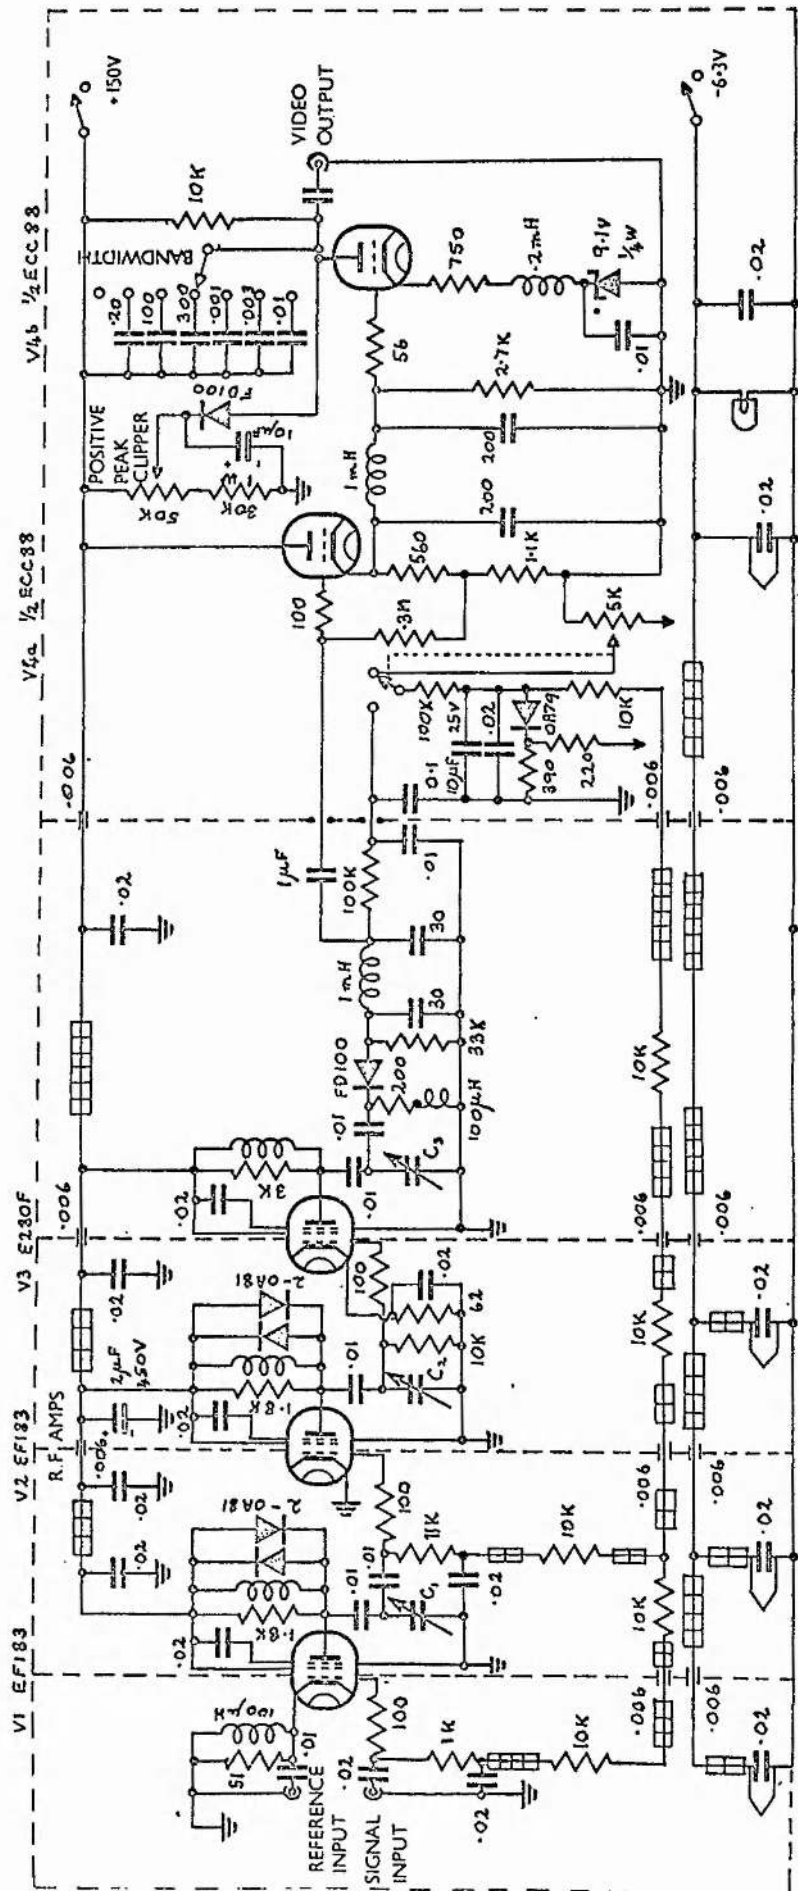 V1 EF183
V2 EF183
V3 E280F
V4a ½ ECC88
V4b ½ ECC88
R.F. AMPS
+150V
.006
.02
.02
.006
2µF
450V
.02
.006
.02
.006
POSITIVE
PEAK
CLIPPER
50K
30K
1W
10µF
FD100
.20
100
300
.001
.003
.01
BANDWIDTH
10K
VIDEO
OUTPUT
100µH
51
.01
REFERENCE
INPUT
SIGNAL
INPUT
.02
100
1K
.02
10K
.02
1.8K
2-OA81
.01
C₁
.01
11K
.02
100
10K
10K
.02
1.8K
2-OA81
.01
C₂
10K
62
.02
100
10K
.02
3K
.01
C₃
.01
FD100
200
100µH
33K
30
1mH
30
100K
.01
1µF
10K
0.1
100K
25V
10µF
.02
OA79
390
220
10K
5K
100
.3M
560
1.1K
200
1mH
200
2.7K
56
750
.2mH
9.1V
¼W
.01
.006
.006
.006
.006
.006
.006
.006
.006
.02
.02
.02
.02
.02
-6.3V